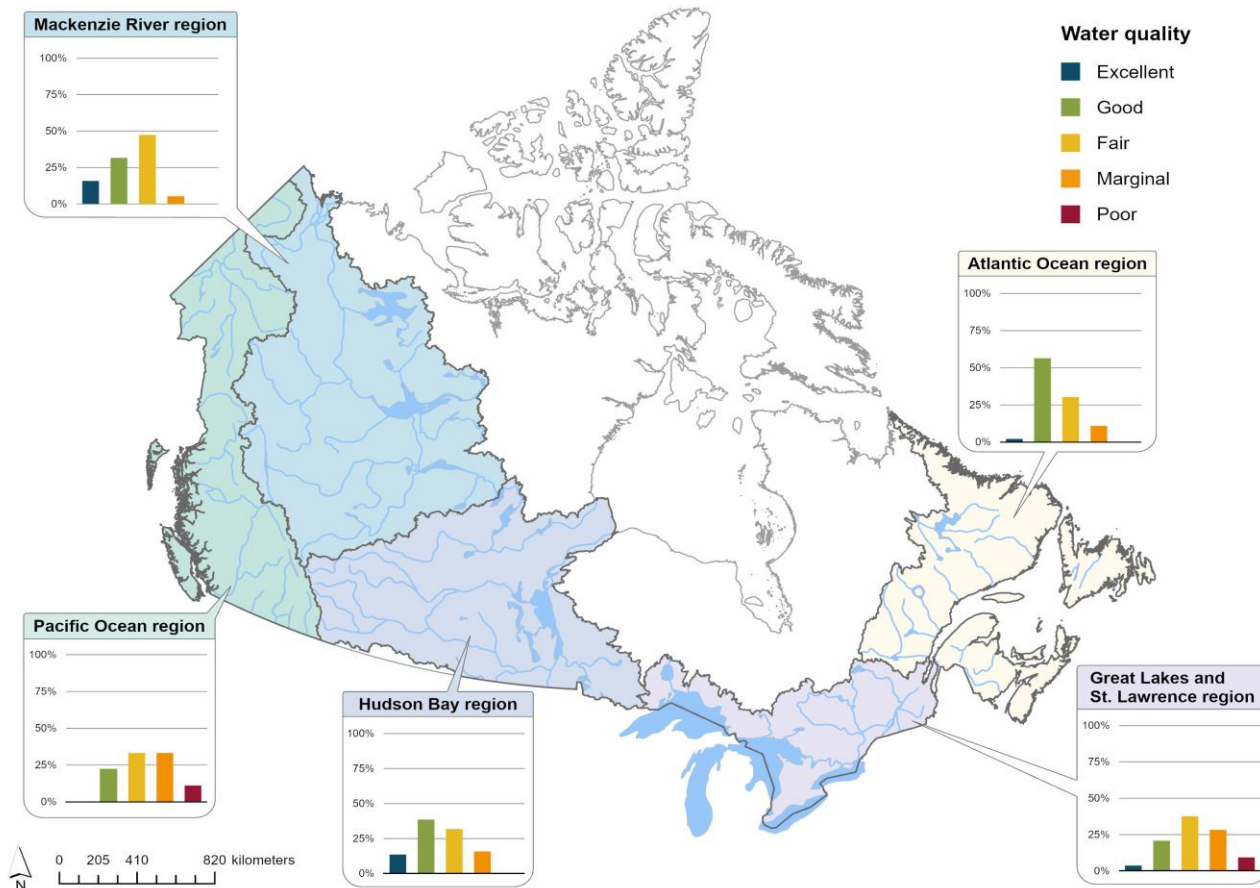 Mackenzie River region
100%
75%
50%
25%
0%
Water quality
Excellent
Good
Fair
Marginal
Poor
Atlantic Ocean region
100%
75%
50%
25%
0%
Pacific Ocean region
100%
75%
50%
25%
0%
Hudson Bay region
100%
75%
50%
25%
0%
Great Lakes and
St. Lawrence region
100%
75%
50%
25%
0%
0 205 410 820 kilometers
N